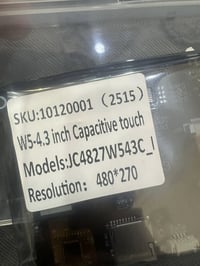 SKU:10120001 (2515)
W5-4.3 inch Capacitive touch
Models:JC4827W543C_I
Resolution: 480*270